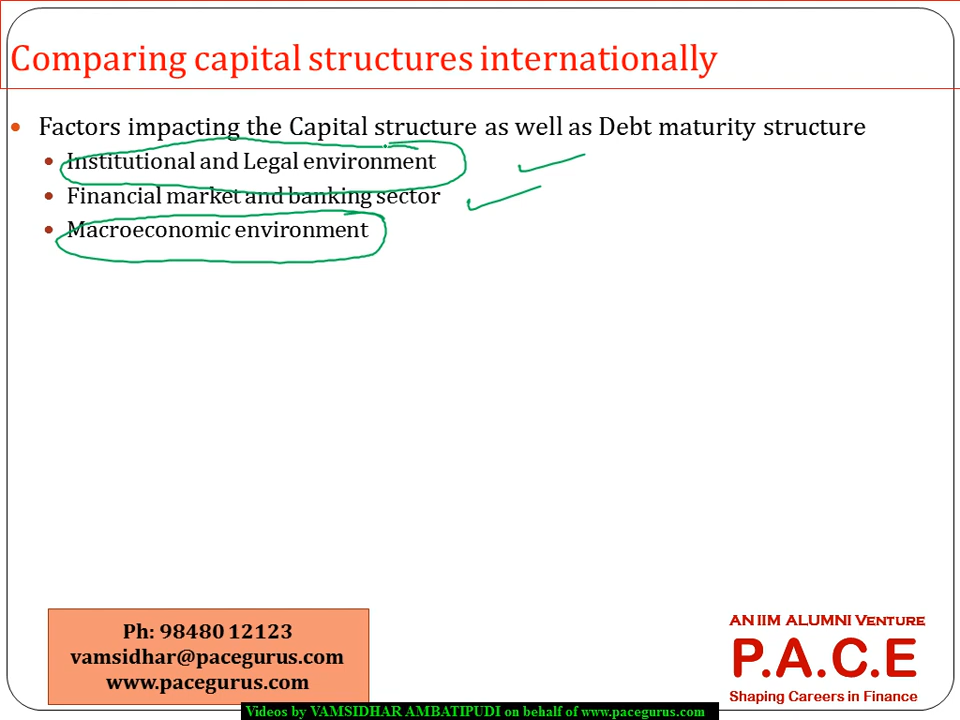 Comparing capital structures internationally
Factors impacting the Capital structure as well as Debt maturity structure
Institutional and Legal environment
Financial market and banking sector
Macroeconomic environment
Ph: 98480 12123
vamsidhar@pacegurus.com
www.pacegurus.com
AN IIM ALUMNI VENTURE
P.A.C.E
Shaping Careers in Finance
Videos by VAMSIDHAR AMBATIPUDI on behalf of www.pacegurus.com